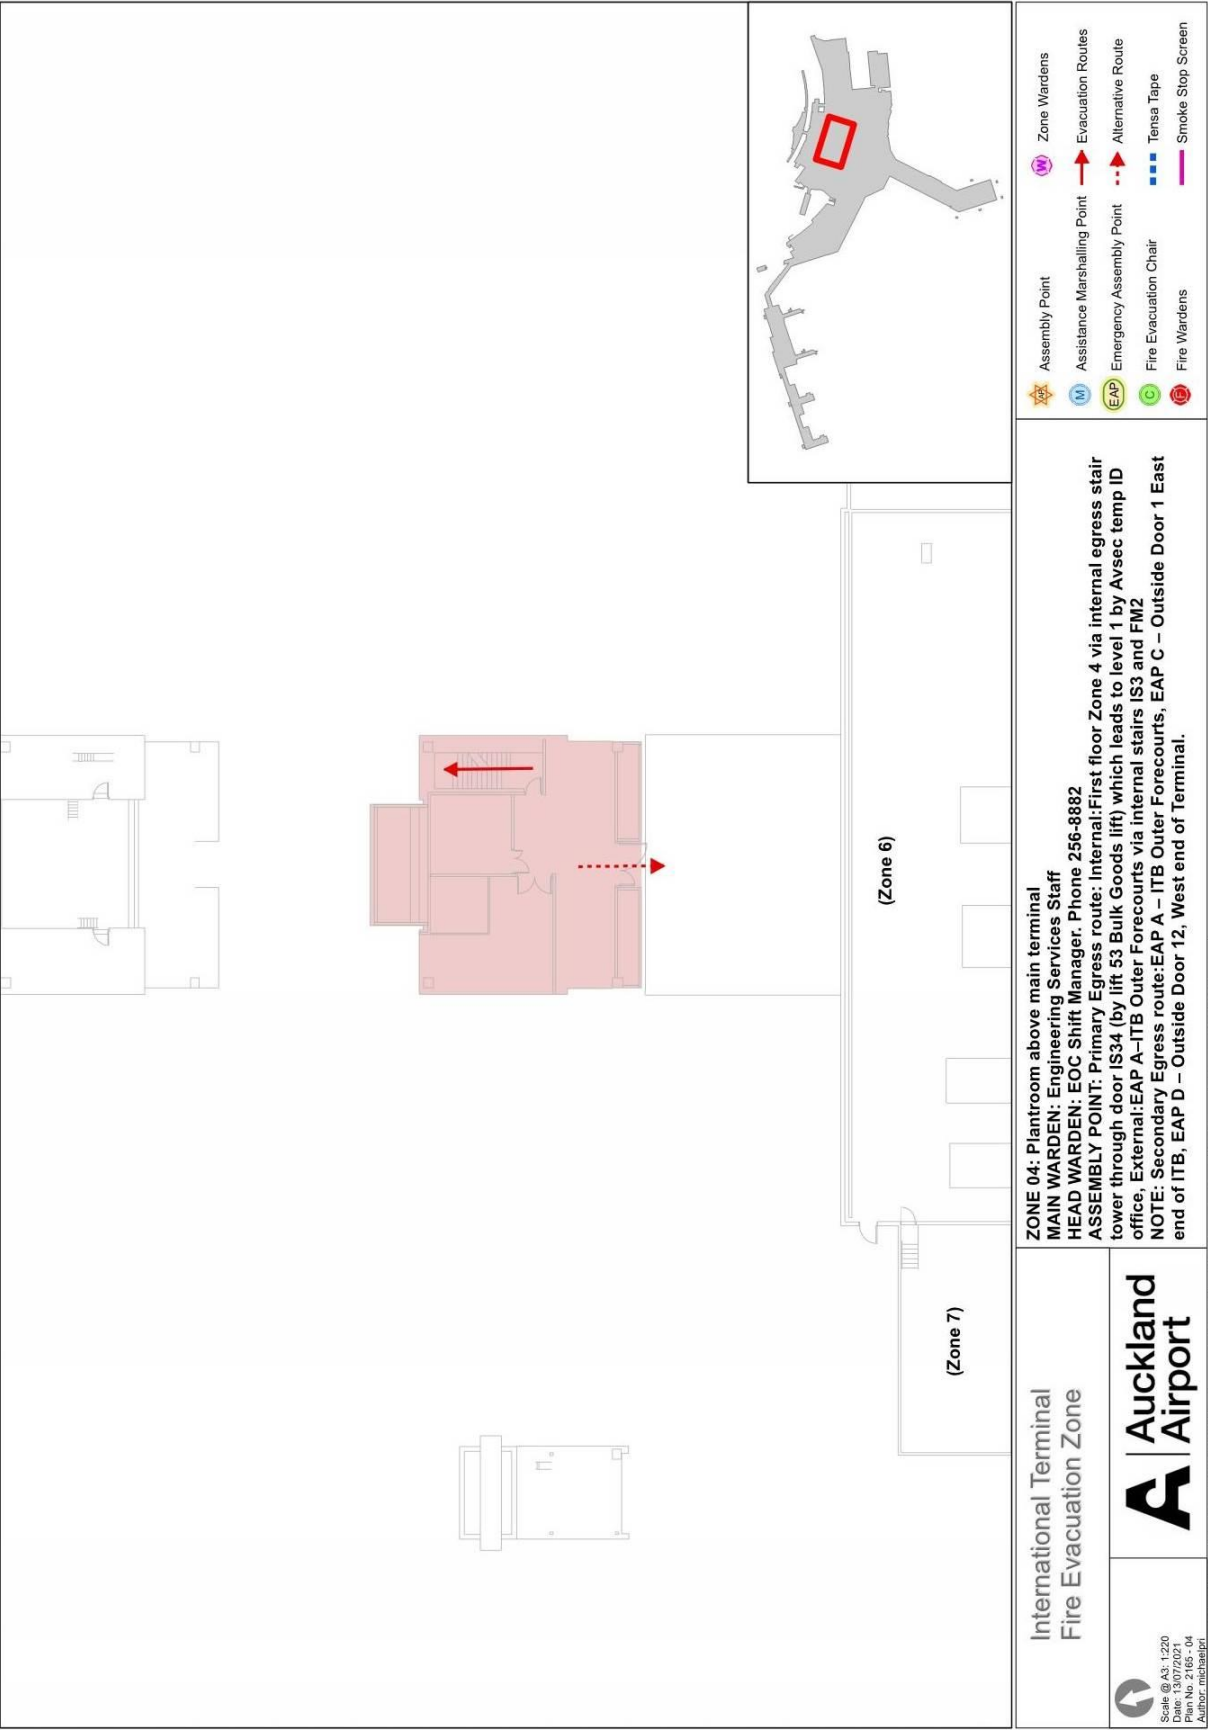 (Zone 6)
(Zone 7)
International Terminal
Fire Evacuation Zone
A | Auckland
Airport
Scale @ A3: 1:220
Date: 13/07/2021
Plan No. 2165 - 04
Author: michaelpri
ZONE 04: Plantroom above main terminal
MAIN WARDEN: Engineering Services Staff
HEAD WARDEN: EOC Shift Manager. Phone 256-8882
ASSEMBLY POINT: Primary Egress route: Internal:First floor Zone 4 via internal egress stair
tower through door IS34 (by lift 53 Bulk Goods lift) which leads to level 1 by Avsec temp ID
office, External:EAP A–ITB Outer Forecourts via internal stairs IS3 and FM2
NOTE: Secondary Egress route:EAP A – ITB Outer Forecourts, EAP C – Outside Door 1 East
end of ITB, EAP D – Outside Door 12, West end of Terminal.
AP Assembly Point
M Assistance Marshalling Point
EAP Emergency Assembly Point
C Fire Evacuation Chair
F Fire Wardens
W Zone Wardens
Evacuation Routes
Alternative Route
Tensa Tape
Smoke Stop Screen